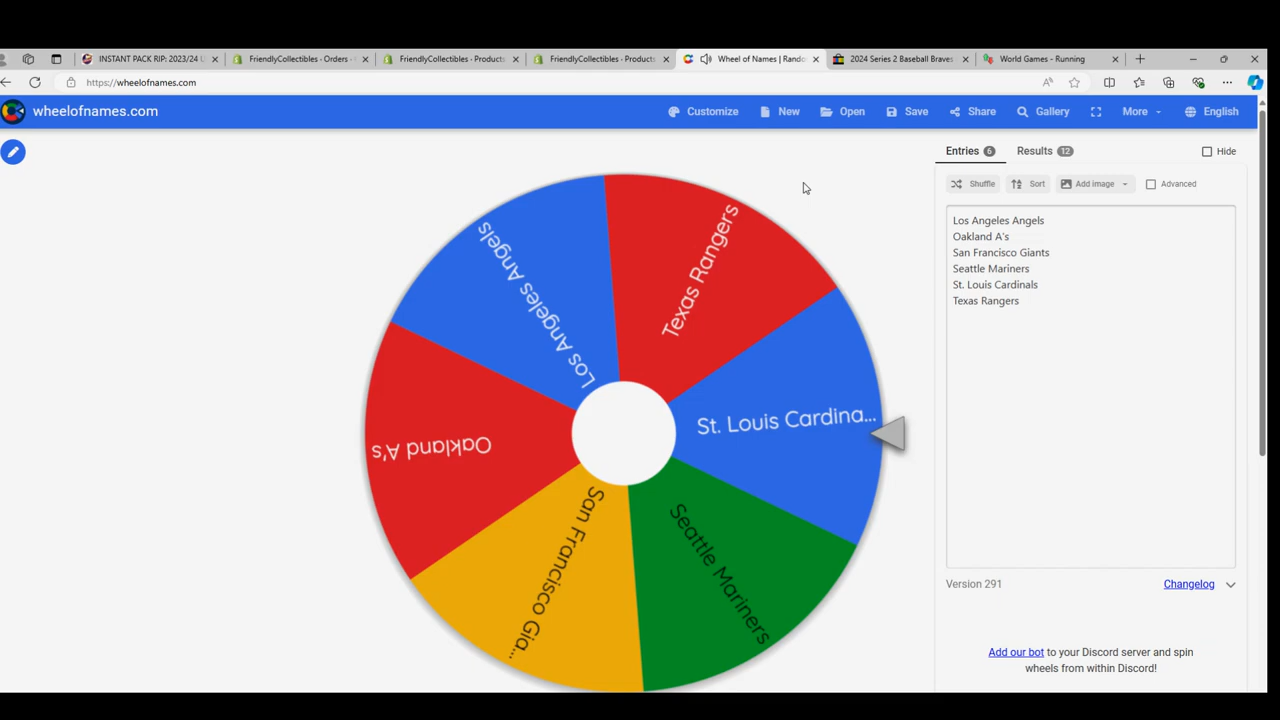 INSTANT PACK RIP: 2023/24 U
FriendlyCollectibles - Orders -
FriendlyCollectibles - Products
FriendlyCollectibles - Products
Wheel of Names | Rando
2024 Series 2 Baseball Braves
World Games - Running
https://wheelofnames.com
wheelofnames.com
Customize
New
Open
Save
Share
Gallery
More
English
Entries 6
Results 12
Hide
Shuffle
Sort
Add image
Advanced
Los Angeles Angels
Oakland A's
San Francisco Giants
Seattle Mariners
St. Louis Cardinals
Texas Rangers
Texas Rangers
Los Angeles Angels
St. Louis Cardina...
Oakland A's
San Francisco Gia...
Seattle Mariners
Version 291
Changelog
Add our bot to your Discord server and spin
wheels from within Discord!